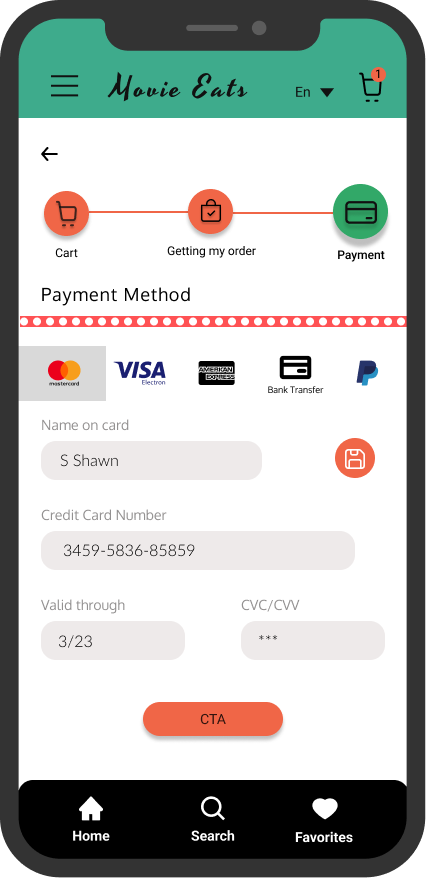 Movie Eats
En
1
Cart
Getting my order
Payment
Payment Method
mastercard
VISA
Electron
AMERICAN
EXPRESS
Bank Transfer
Name on card
S Shawn
Credit Card Number
3459-5836-85859
Valid through
CVC/CVV
3/23
***
CTA
Home
Search
Favorites